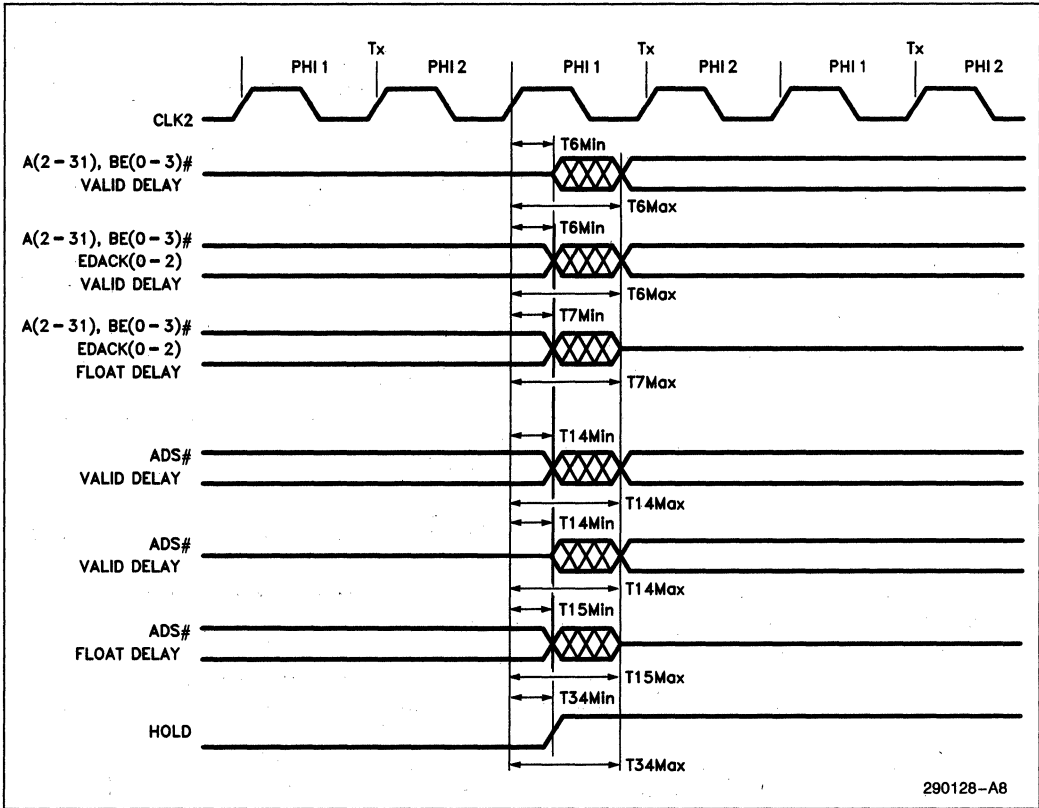 Tx Tx Tx
PHI 1 PHI 2 PHI 1 PHI 2 PHI 1 PHI 2
CLK2
T6Min
A(2-31), BE(0-3)#
VALID DELAY
T6Max
T6Min
A(2-31), BE(0-3)#
EDACK(0-2)
VALID DELAY
T6Max
T7Min
A(2-31), BE(0-3)#
EDACK(0-2)
FLOAT DELAY
T7Max
T14Min
ADS#
VALID DELAY
T14Max
T14Min
ADS#
VALID DELAY
T14Max
T15Min
ADS#
FLOAT DELAY
T15Max
T34Min
HOLD
T34Max
290128-A8